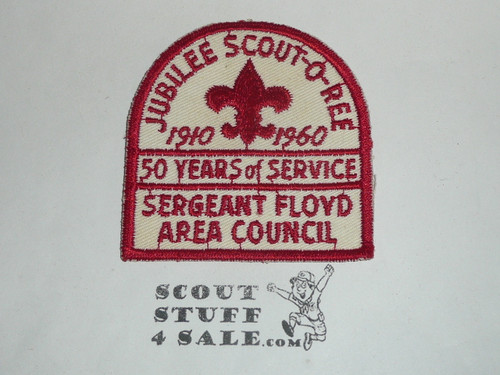 JUBILEE SCOUT-O-REE
1910 1960
50 YEARS of SERVICE
SERGEANT FLOYD
AREA COUNCIL
SCOUT
STUFF
4 SALE.COM